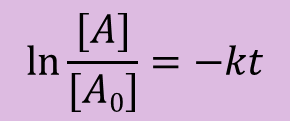 ln [A]/[A₀] = −kt